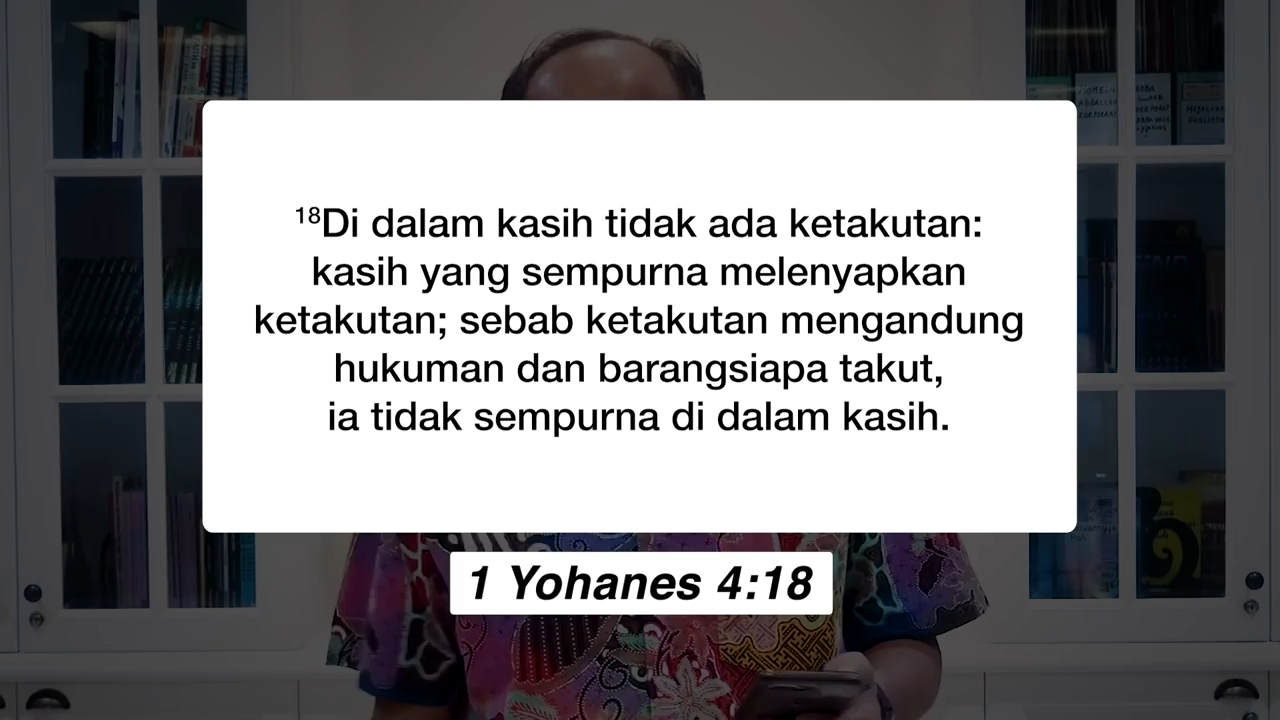 ¹⁸Di dalam kasih tidak ada ketakutan:
kasih yang sempurna melenyapkan
ketakutan; sebab ketakutan mengandung
hukuman dan barangsiapa takut,
ia tidak sempurna di dalam kasih.
1 Yohanes 4:18